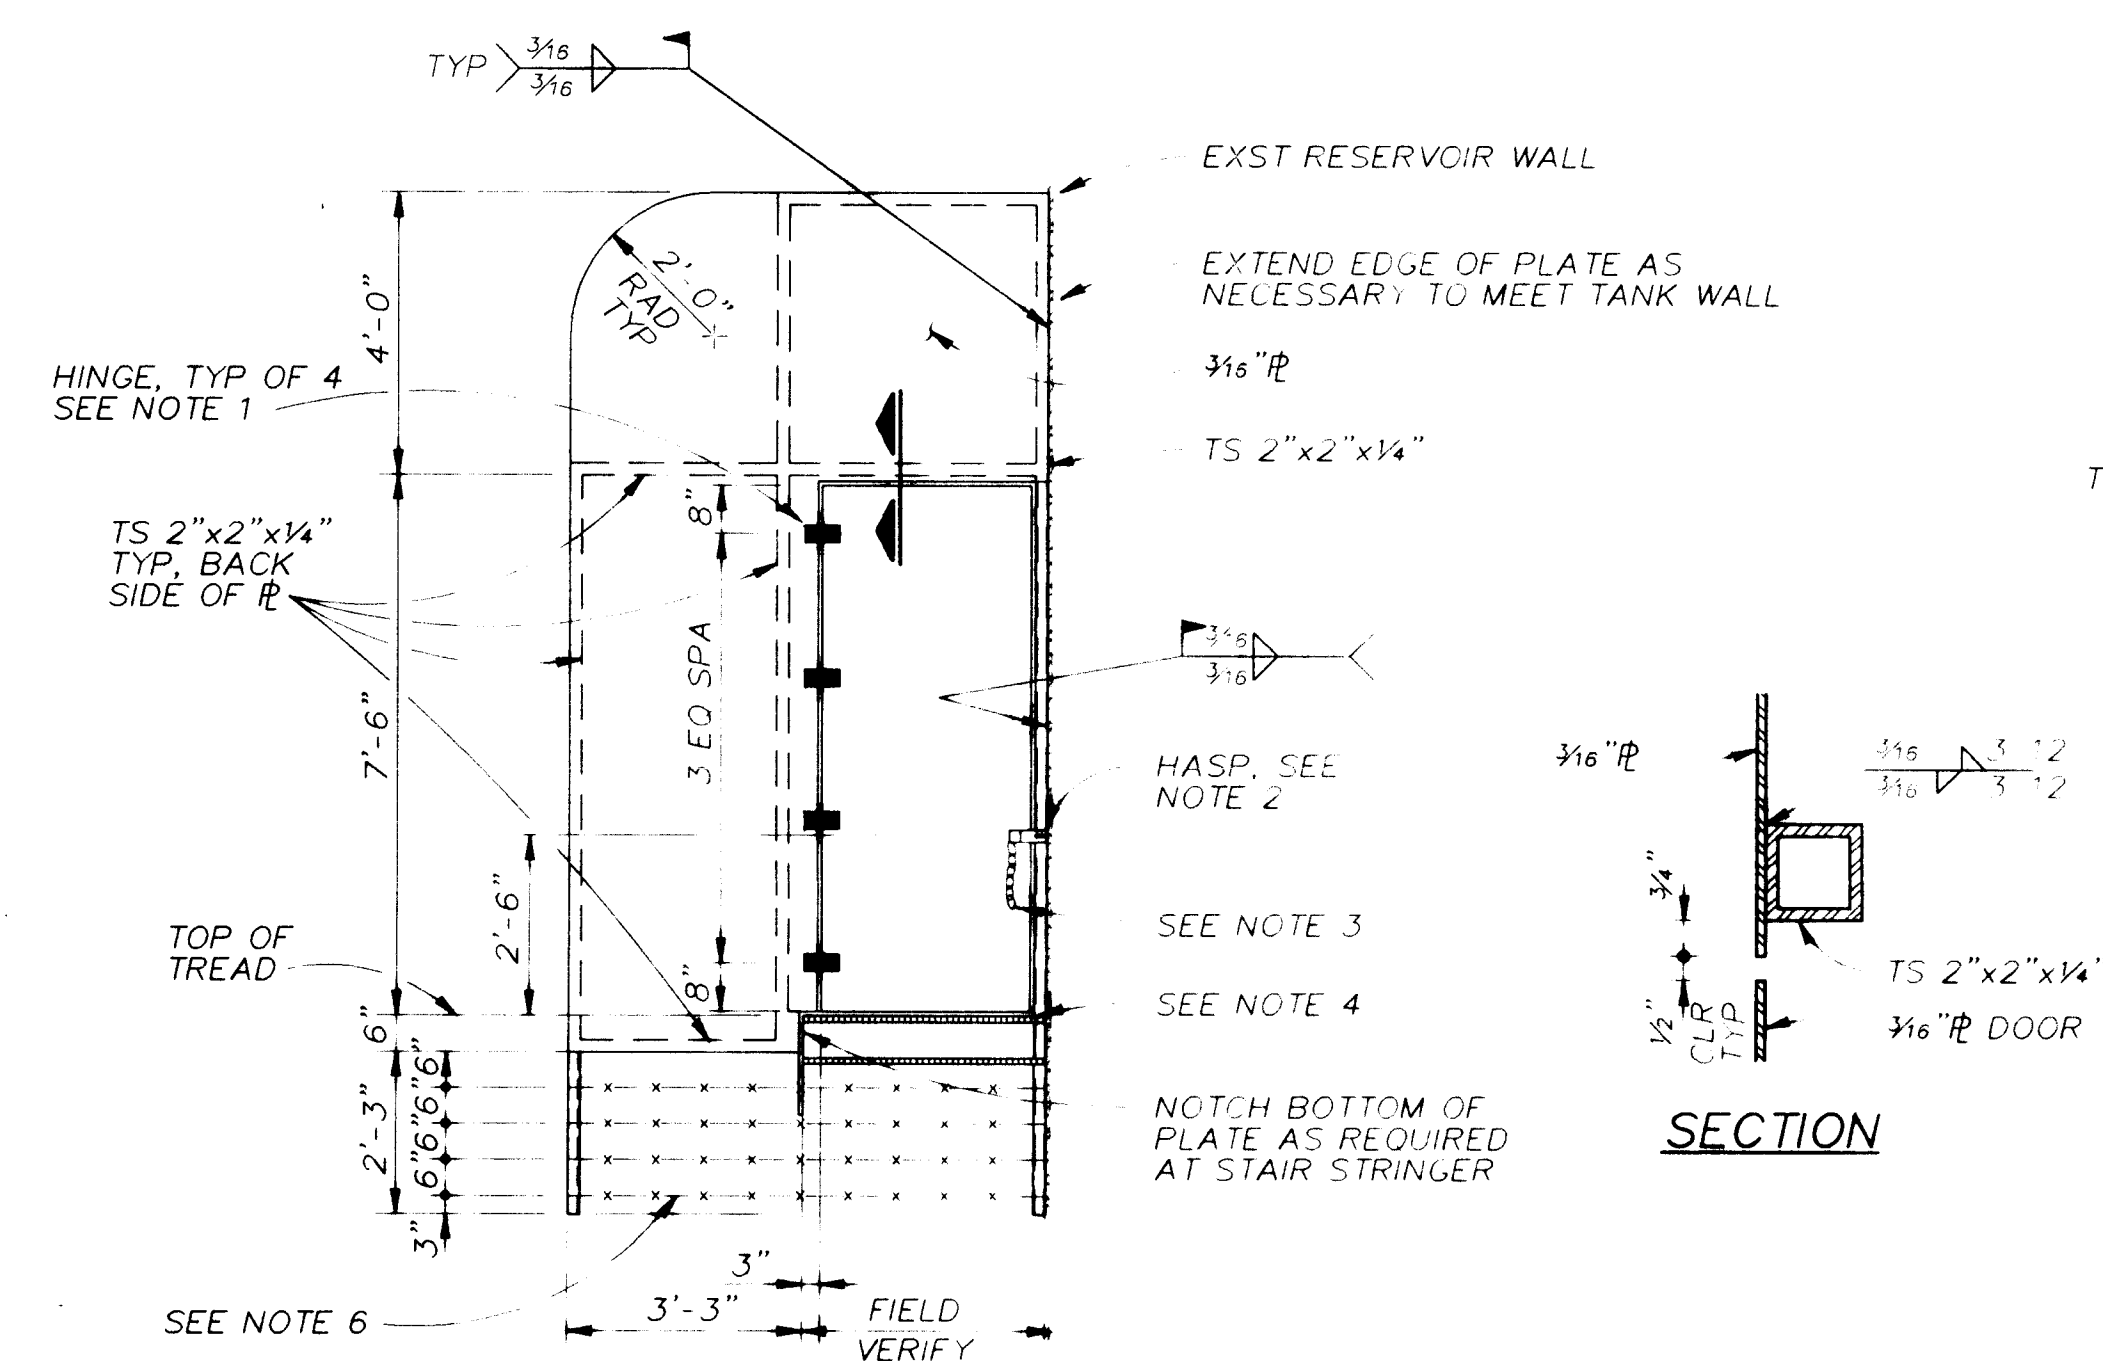 TYP
3/16
3/16
EXST RESERVOIR WALL
EXTEND EDGE OF PLATE AS
NECESSARY TO MEET TANK WALL
2'-0"
RAD
TYP
4'-0"
3/16" ⅊
HINGE, TYP OF 4
SEE NOTE 1
TS 2"x2"x1/4"
T
8"
TS 2"x2"x1/4"
TYP, BACK
SIDE OF ⅊
3/16
3/16
3 EQ SPA
7'-6"
HASP, SEE
NOTE 2
3/16" ⅊
3/16 3 12
3/16 3 12
3/4"
2'-6"
SEE NOTE 3
TOP OF
TREAD
8"
SEE NOTE 4
TS 2"x2"x1/4"
3/16" ⅊ DOOR
1/2"
CLR
TYP
6"
6"
6"
6"
6"
2'-3"
3"
NOTCH BOTTOM OF
PLATE AS REQUIRED
AT STAIR STRINGER
SECTION
3"
SEE NOTE 6
3'-3"
FIELD
VERIFY